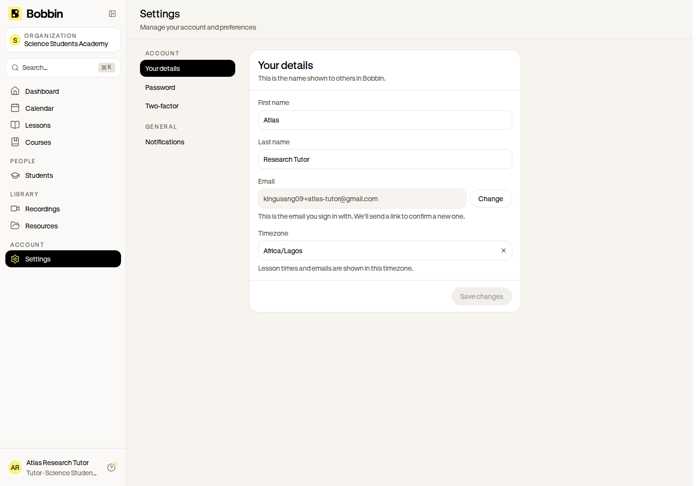 Bobbin
S
ORGANIZATION
Science Students Academy
Search...
⌘ K
Dashboard
Calendar
Lessons
Courses
PEOPLE
Students
LIBRARY
Recordings
Resources
ACCOUNT
Settings
AR
Atlas Research Tutor
Tutor · Science Studen...
Settings
Manage your account and preferences
ACCOUNT
Your details
Password
Two-factor
GENERAL
Notifications
Your details
This is the name shown to others in Bobbin.
First name
Atlas
Last name
Research Tutor
Email
kingusang09+atlas-tutor@gmail.com
Change
This is the email you sign in with. We'll send a link to confirm a new one.
Timezone
Africa/Lagos
Lesson times and emails are shown in this timezone.
Save changes